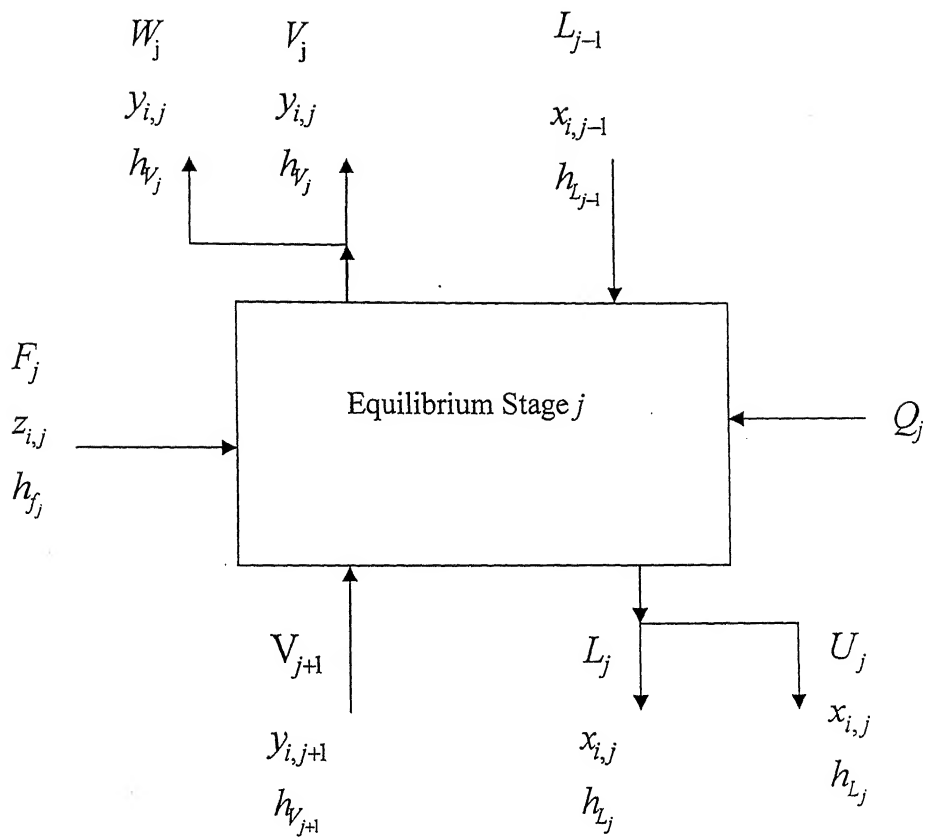 W_j V_j L_{j-1}
y_{i,j} y_{i,j} x_{i,j-1}
h_{V_j} h_{V_j} h_{L_{j-1}}
F_j
Equilibrium Stage j
z_{i,j} Q_j
h_{f_j}
V_{j+1} L_j U_j
y_{i,j+1} x_{i,j} x_{i,j}
h_{V_{j+1}} h_{L_j} h_{L_j}